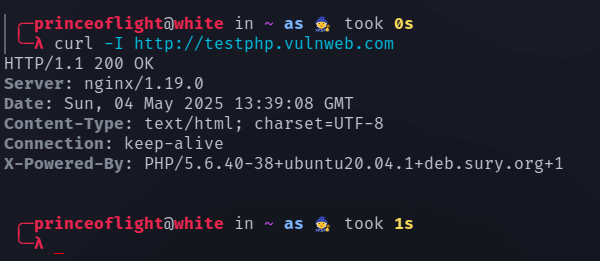 ╭─princeoflight@white in ~ as 🧙 took 0s
╰─λ curl -I http://testphp.vulnweb.com
HTTP/1.1 200 OK
Server: nginx/1.19.0
Date: Sun, 04 May 2025 13:39:08 GMT
Content-Type: text/html; charset=UTF-8
Connection: keep-alive
X-Powered-By: PHP/5.6.40-38+ubuntu20.04.1+deb.sury.org+1
╭─princeoflight@white in ~ as 🧙 took 1s
╰─λ _